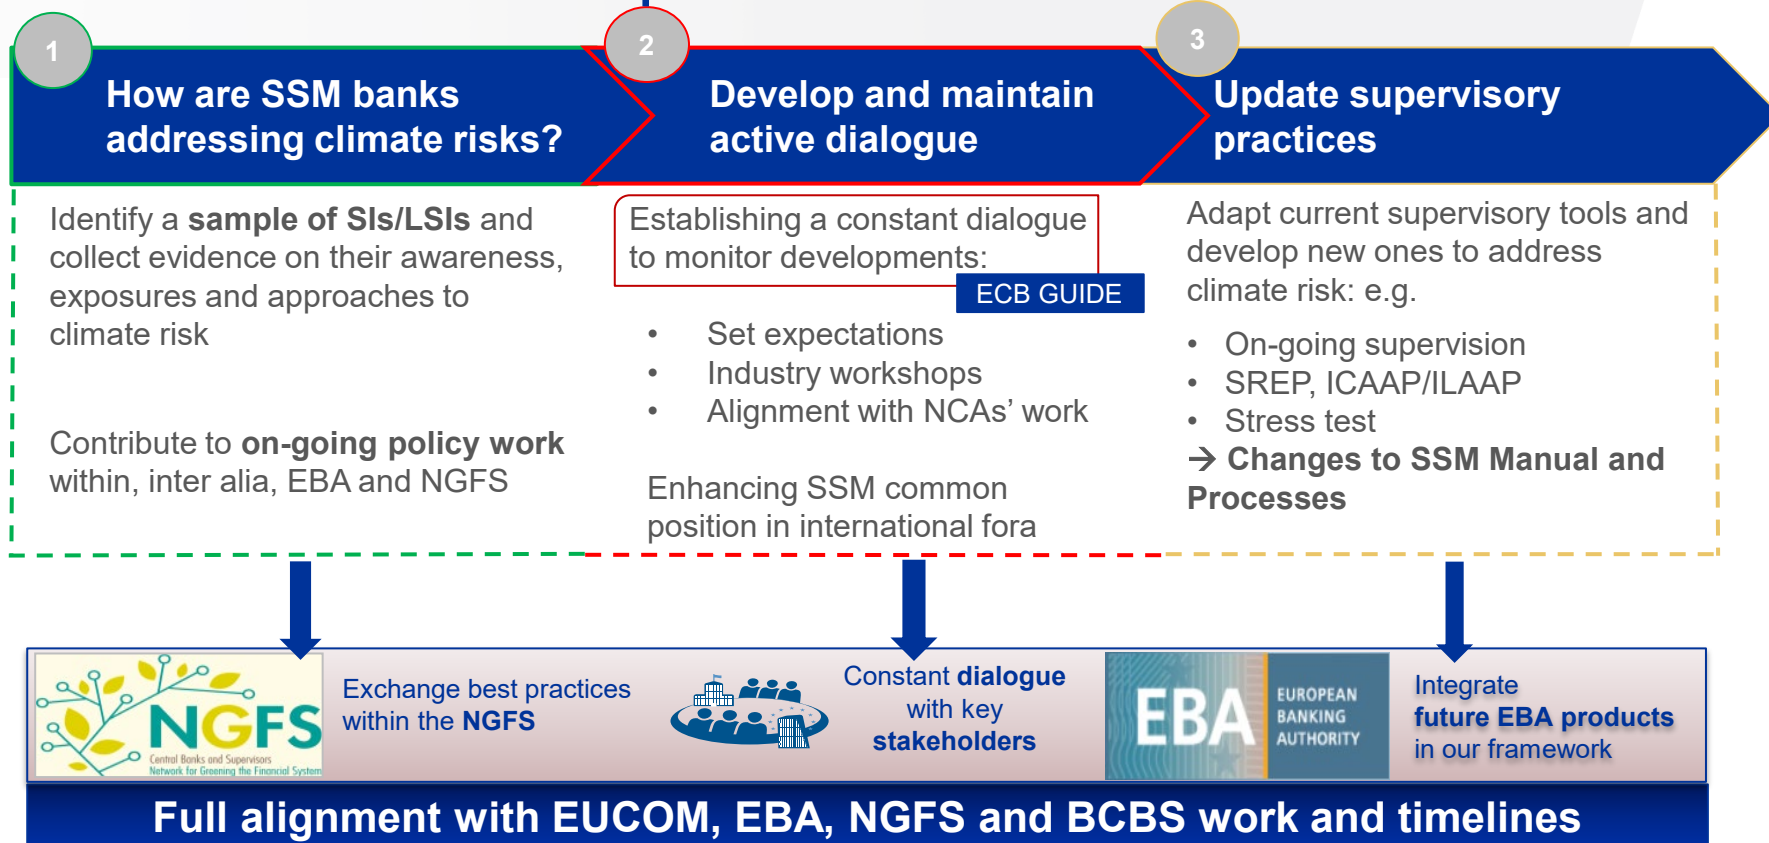 1
How are SSM banks
addressing climate risks?
2
Develop and maintain
active dialogue
3
Update supervisory
practices
Identify a sample of SIs/LSIs and
collect evidence on their awareness,
exposures and approaches to
climate risk
Contribute to on-going policy work
within, inter alia, EBA and NGFS
Establishing a constant dialogue
to monitor developments:
ECB GUIDE
• Set expectations
• Industry workshops
• Alignment with NCAs’ work
Enhancing SSM common
position in international fora
Adapt current supervisory tools and
develop new ones to address
climate risk: e.g.
• On-going supervision
• SREP, ICAAP/ILAAP
• Stress test
→ Changes to SSM Manual and
Processes
NGFS
Central Banks and Supervisors
Network for Greening the Financial System
Exchange best practices
within the NGFS
Constant dialogue
with key
stakeholders
EBA
EUROPEAN
BANKING
AUTHORITY
Integrate
future EBA products
in our framework
Full alignment with EUCOM, EBA, NGFS and BCBS work and timelines